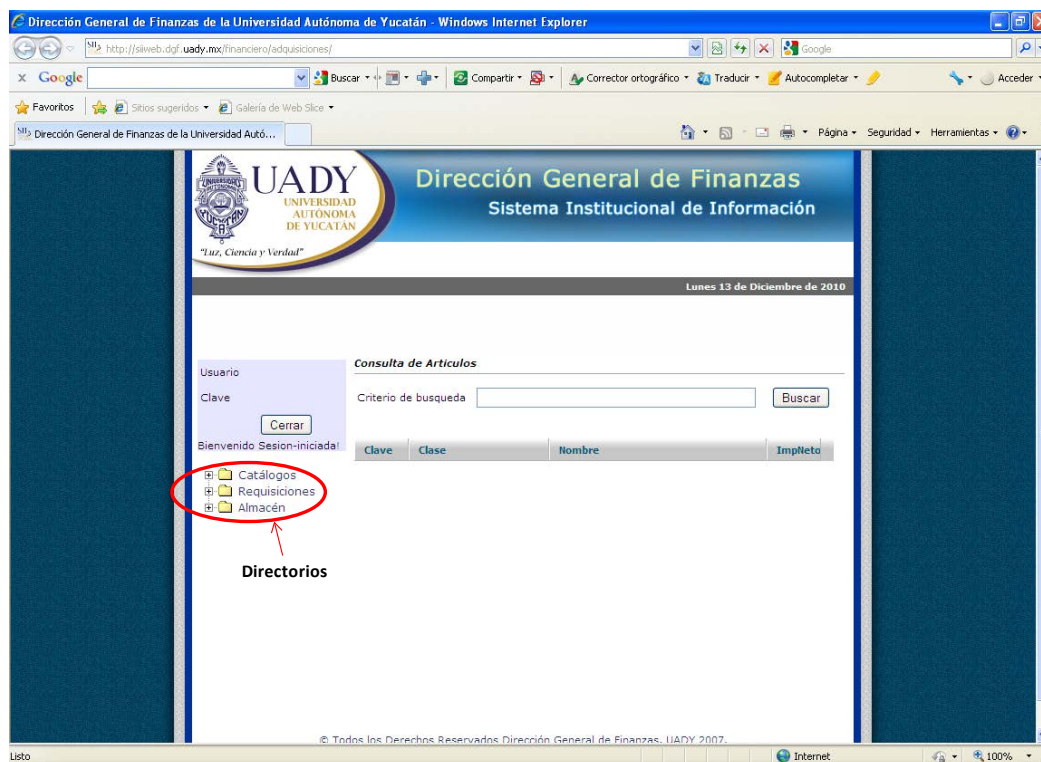 Dirección General de Finanzas de la Universidad Autónoma de Yucatán - Windows Internet Explorer
http://siiweb.dgf.uady.mx/financiero/adquisiciones/
Google
x Google
Buscar
Compartir
Corrector ortográfico
Traducir
Autocompletar
Acceder
Favoritos
Sitios sugeridos
Galería de Web Slice
Dirección General de Finanzas de la Universidad Autó...
Página
Seguridad
Herramientas
UADY
UNIVERSIDAD
AUTÓNOMA
DE YUCATÁN
"Luz, Ciencia y Verdad"
Dirección General de Finanzas
Sistema Institucional de Información
Lunes 13 de Diciembre de 2010
Usuario
Clave
Cerrar
Bienvenido Sesion-iniciada!
Catálogos
Requisiciones
Almacén
Directorios
Consulta de Articulos
Criterio de busqueda
Buscar
Clave Clase Nombre ImpNeto
© Todos los Derechos Reservados Dirección General de Finanzas, UADY 2007.
Listo
Internet
100%